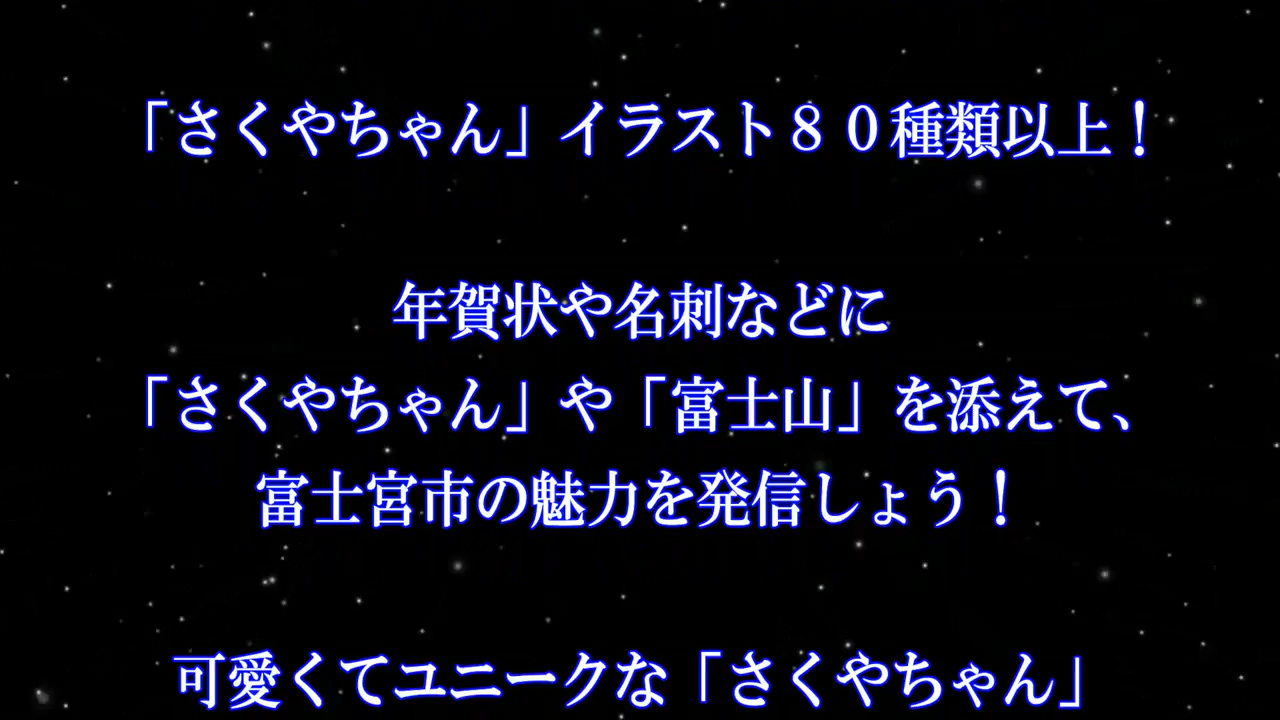 「さくやちゃん」イラスト８０種類以上！
年賀状や名刺などに
「さくやちゃん」や「富士山」を添えて、
富士宮市の魅力を発信しょう！
可愛くてユニークな「さくやちゃん」